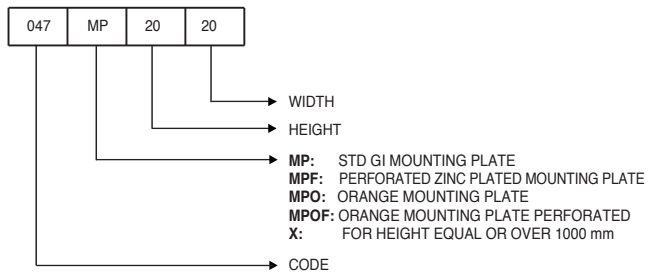 047 MP 20 20
WIDTH
HEIGHT
MP: STD GI MOUNTING PLATE
MPF: PERFORATED ZINC PLATED MOUNTING PLATE
MPO: ORANGE MOUNTING PLATE
MPOF: ORANGE MOUNTING PLATE PERFORATED
X: FOR HEIGHT EQUAL OR OVER 1000 mm
CODE